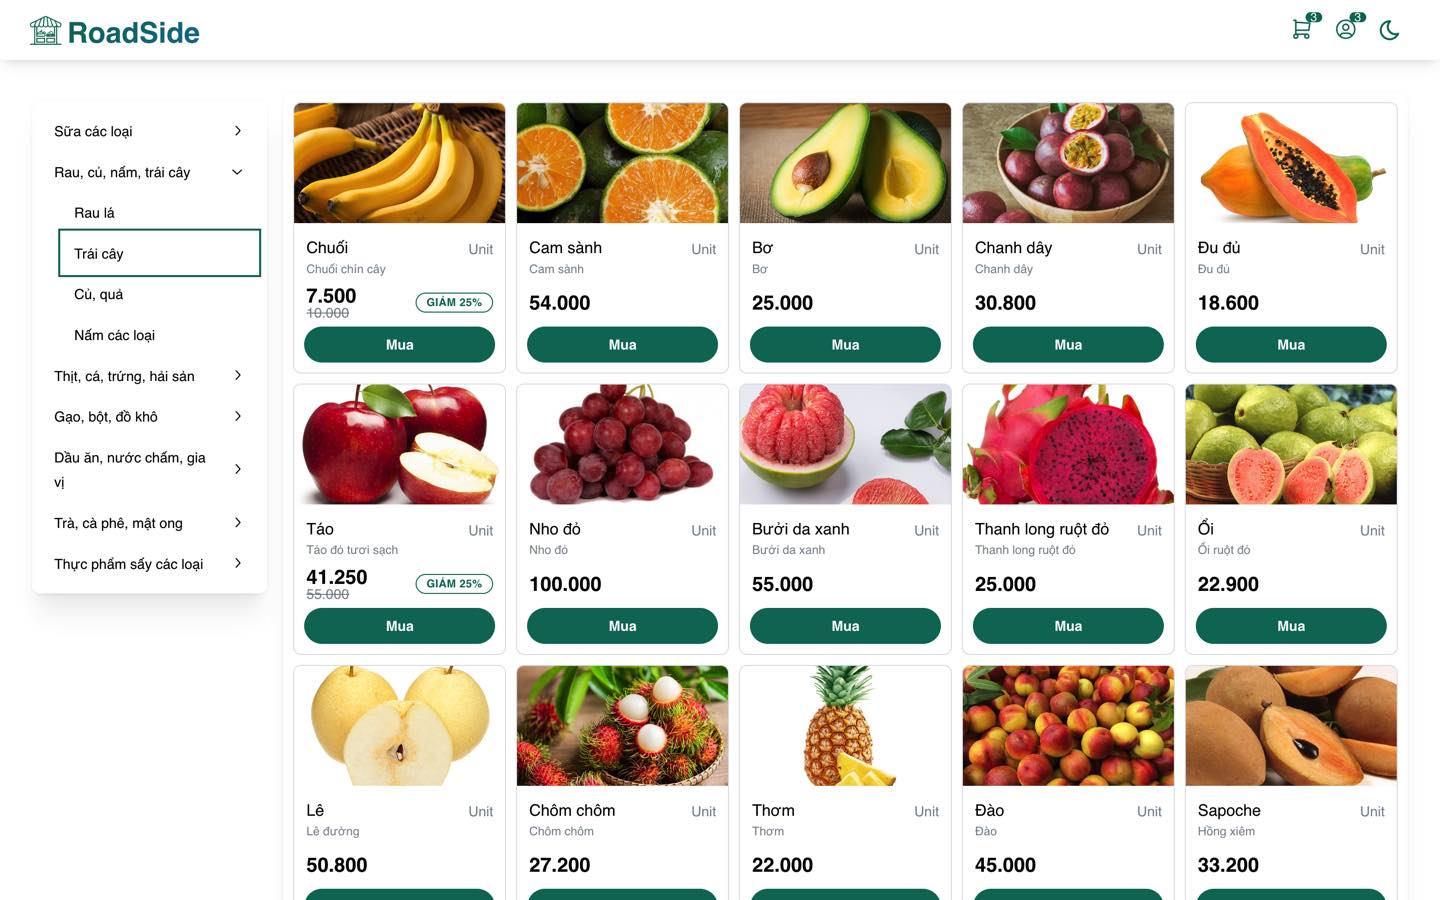 RoadSide
3
3
Sữa các loại
Rau, củ, nấm, trái cây
Rau lá
Trái cây
Củ, quả
Nấm các loại
Thịt, cá, trứng, hải sản
Gạo, bột, đồ khô
Dầu ăn, nước chấm, gia
vị
Trà, cà phê, mật ong
Thực phẩm sấy các loại
Chuối Unit
Chuối chín cây
7.500
10.000
GIẢM 25%
Mua
Cam sành Unit
Cam sành
54.000
Mua
Bơ Unit
Bơ
25.000
Mua
Chanh dây Unit
Chanh dây
30.800
Mua
Đu đủ Unit
Đu đủ
18.600
Mua
Táo Unit
Táo đỏ tươi sạch
41.250
55.000
GIẢM 25%
Mua
Nho đỏ Unit
Nho đỏ
100.000
Mua
Bưởi da xanh Unit
Bưởi da xanh
55.000
Mua
Thanh long ruột đỏ Unit
Thanh long ruột đỏ
25.000
Mua
Ổi Unit
Ổi ruột đỏ
22.900
Mua
Lê Unit
Lê đường
50.800
Chôm chôm Unit
Chôm chôm
27.200
Thơm Unit
Thơm
22.000
Đào Unit
Đào
45.000
Sapoche Unit
Hồng xiêm
33.200